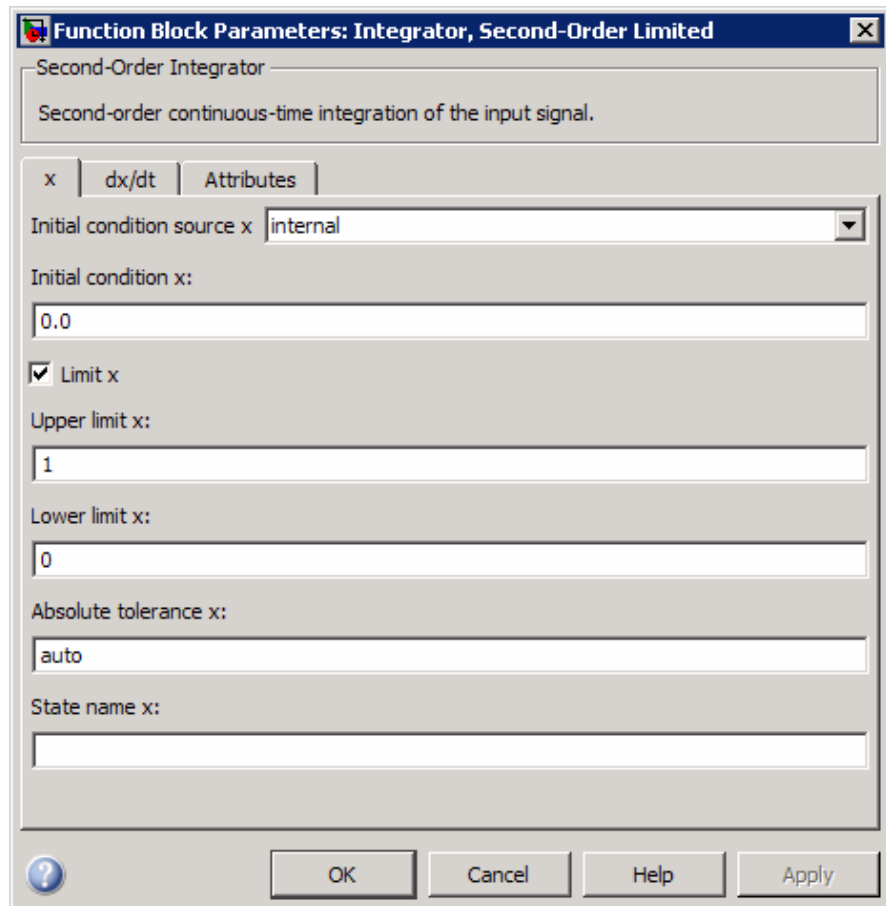 Function Block Parameters: Integrator, Second-Order Limited
Second-Order Integrator
Second-order continuous-time integration of the input signal.
x dx/dt Attributes
Initial condition source x internal
Initial condition x:
0.0
Limit x
Upper limit x:
1
Lower limit x:
0
Absolute tolerance x:
auto
State name x:
? OK Cancel Help Apply